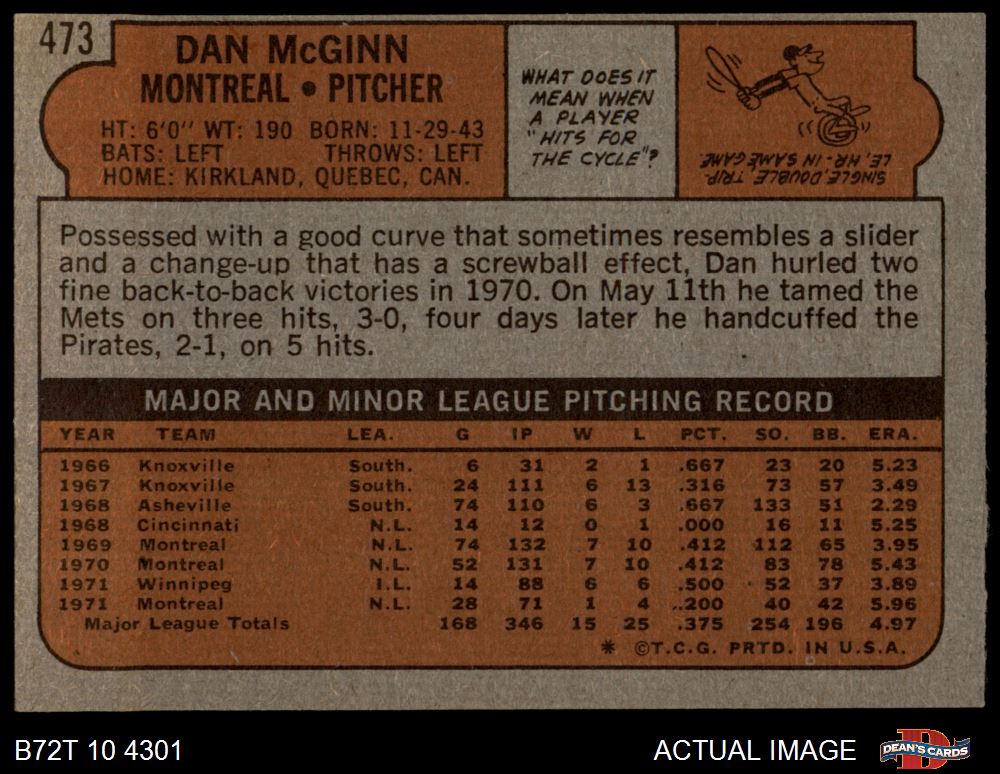 473
DAN McGINN
MONTREAL • PITCHER
HT: 6'0" WT: 190 BORN: 11-29-43
BATS: LEFT THROWS: LEFT
HOME: KIRKLAND, QUEBEC, CAN.
WHAT DOES IT
MEAN WHEN
A PLAYER
"HITS FOR
THE CYCLE"?
SINGLE, DOUBLE, TRIP-
LE, HR- IN SAME GAME.
Possessed with a good curve that sometimes resembles a slider
and a change-up that has a screwball effect, Dan hurled two
fine back-to-back victories in 1970. On May 11th he tamed the
Mets on three hits, 3-0, four days later he handcuffed the
Pirates, 2-1, on 5 hits.
MAJOR AND MINOR LEAGUE PITCHING RECORD
YEAR TEAM LEA. G IP W L PCT. SO. BB. ERA.
1966 Knoxville South. 6 31 2 1 .667 23 20 5.23
1967 Knoxville South. 24 111 6 13 .316 73 57 3.49
1968 Asheville South. 74 110 6 3 .667 133 51 2.29
1968 Cincinnati N.L. 14 12 0 1 .000 16 11 5.25
1969 Montreal N.L. 74 132 7 10 .412 112 65 3.95
1970 Montreal N.L. 52 131 7 10 .412 83 78 5.43
1971 Winnipeg I.L. 14 88 6 6 .500 52 37 3.89
1971 Montreal N.L. 28 71 1 4 .200 40 42 5.96
Major League Totals 168 346 15 25 .375 254 196 4.97
* ©T.C.G. PRTD. IN U.S.A.
B72T 10 4301
ACTUAL IMAGE
DEAN'S CARDS